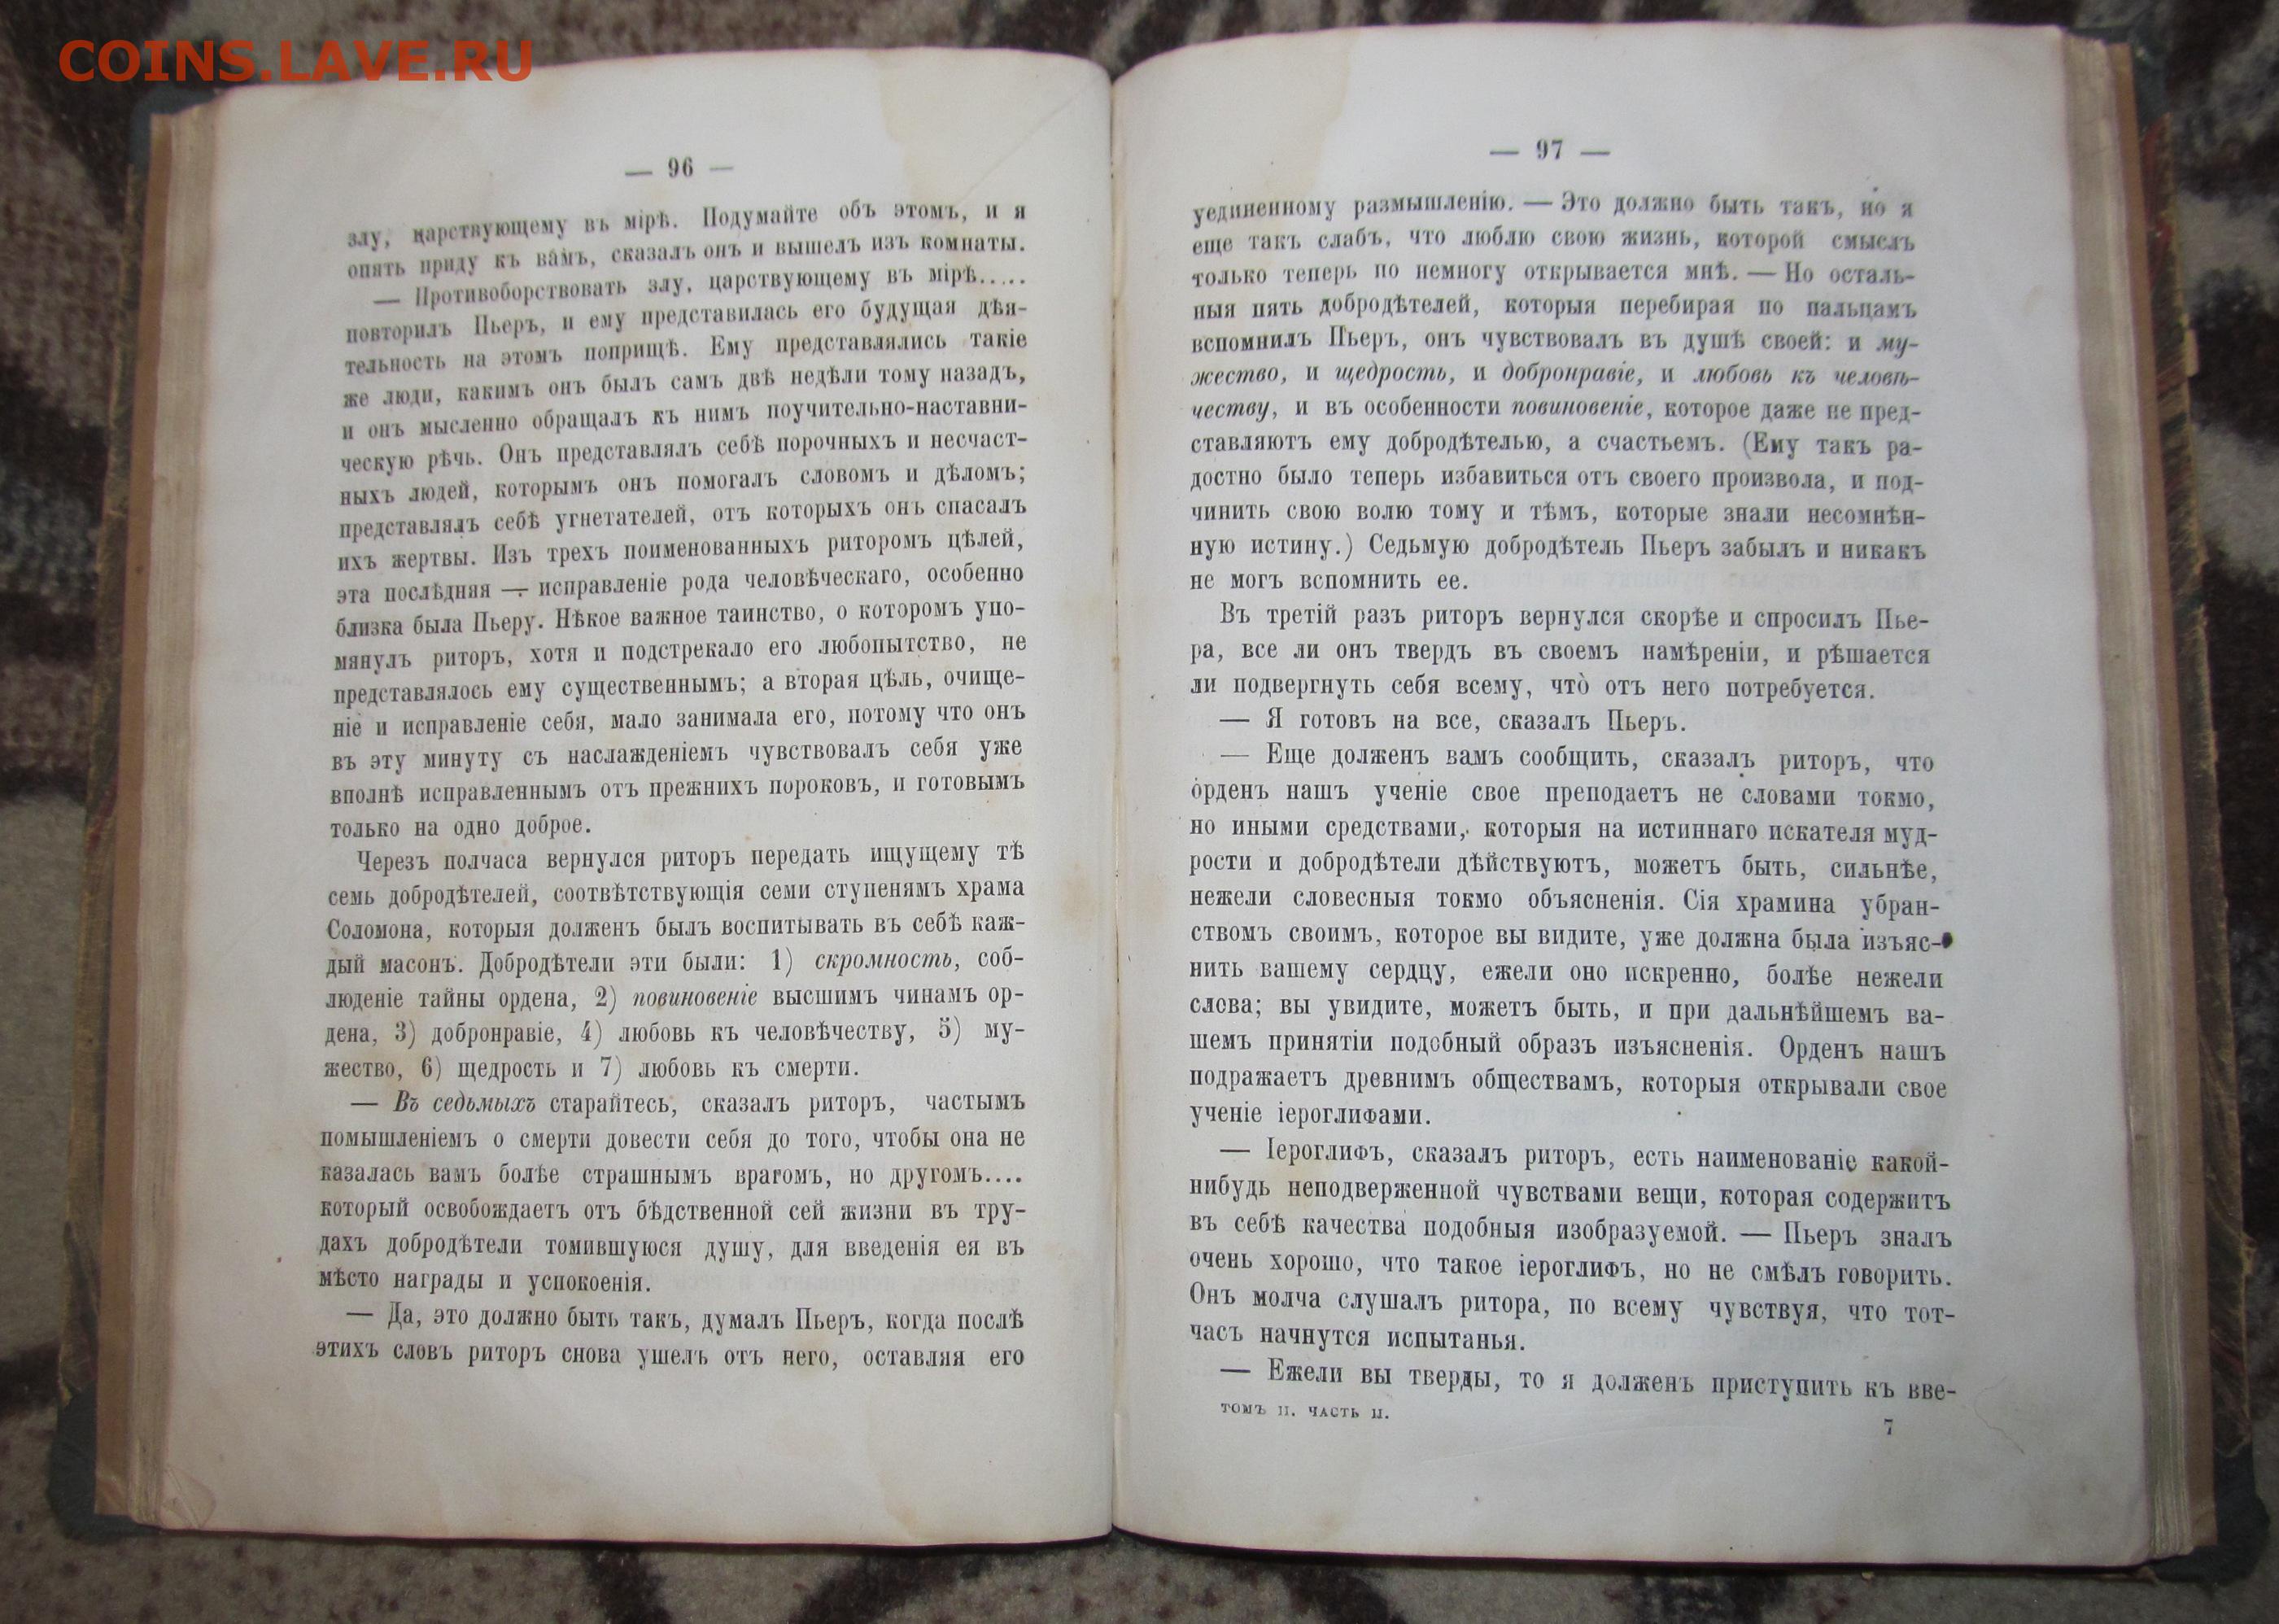 COINS.LAVE.RU
— 96 —
злу, царствующему въ мірѣ. Подумайте объ этомъ, и я
опять приду къ вамъ, сказалъ онъ и вышелъ изъ комнаты.
— Противоборствовать злу, царствующему въ мірѣ.....
повторилъ Пьеръ, и ему представилась его будущая дѣя-
тельность на этомъ поприщѣ. Ему представлялись такіе
же люди, какимъ онъ былъ самъ двѣ недѣли тому назадъ,
и онъ мысленно обращалъ къ нимъ поучительно-наставни-
ческую рѣчь. Онъ представлялъ себѣ порочныхъ и несчаст-
ныхъ людей, которымъ онъ помогалъ словомъ и дѣломъ;
представлялъ себѣ угнетателей, отъ которыхъ онъ спасалъ
ихъ жертвы. Изъ трехъ поименованныхъ риторомъ цѣлей,
эта послѣдняя — исправленіе рода человѣческаго, особенно
близка была Пьеру. Нѣкое важное таинство, о которомъ упо-
мянулъ риторъ, хотя и подстрекало его любопытство, не
представлялось ему существеннымъ; а вторая цѣль, очище-
ніе и исправленіе себя, мало занимала его, потому что онъ
въ эту минуту съ наслажденіемъ чувствовалъ себя уже
вполнѣ исправленнымъ отъ прежнихъ пороковъ, и готовымъ
только на одно доброе.
Черезъ полчаса вернулся риторъ передать ищущему тѣ
семь добродѣтелей, соотвѣтствующія семи ступенямъ храма
Соломона, которыя долженъ былъ воспитывать въ себѣ каж-
дый масонъ. Добродѣтели эти были: 1) скромность, соб-
люденіе тайны ордена, 2) повиновеніе высшимъ чинамъ ор-
дена, 3) добронравіе, 4) любовь къ человѣчеству, 5) му-
жество, 6) щедрость и 7) любовь къ смерти.
— Въ седьмыхъ старайтесь, сказалъ риторъ, частымъ
помышленіемъ о смерти довести себя до того, чтобы она не
казалась вамъ болѣе страшнымъ врагомъ, но другомъ....
который освобождаетъ отъ бѣдственной сей жизни въ тру-
дахъ добродѣтели томившуюся душу, для введенія ея въ
мѣсто награды и успокоенія.
— Да, это должно быть такъ, думалъ Пьеръ, когда послѣ
этихъ словъ риторъ снова ушелъ отъ него, оставляя его
— 97 —
уединенному размышленію. — Это должно быть такъ, но я
еще такъ слабъ, что люблю свою жизнь, которой смыслъ
только теперь по немногу открывается мнѣ. — Но осталь-
ныя пять добродѣтелей, которыя перебирая по пальцамъ
вспомнилъ Пьеръ, онъ чувствовалъ въ душѣ своей: и му-
жество, и щедрость, и добронравіе, и любовь къ человѣ-
честву, и въ особенности повиновеніе, которое даже не пред-
ставляютъ ему добродѣтелью, а счастьемъ. (Ему такъ ра-
достно было теперь избавиться отъ своего произвола, и под-
чинить свою волю тому и тѣмъ, которые знали несомнѣн-
ную истину.) Седьмую добродѣтель Пьеръ забылъ и никакъ
не могъ вспомнить ее.
Въ третій разъ риторъ вернулся скорѣе и спросилъ Пье-
ра, все ли онъ твердъ въ своемъ намѣреніи, и рѣшается
ли подвергнуть себя всему, что̀ отъ него потребуется.
— Я готовъ на все, сказалъ Пьеръ.
— Еще долженъ вамъ сообщить, сказалъ риторъ, что
орденъ нашъ ученіе свое преподаетъ не словами токмо,
но иными средствами, которыя на истиннаго искателя муд-
рости и добродѣтели дѣйствуютъ, можетъ быть, сильнѣе,
нежели словесныя токмо объясненія. Сія храмина убран-
ствомъ своимъ, которое вы видите, уже должна была изъяс-
нить вашему сердцу, ежели оно искренно, болѣе нежели
слова; вы увидите, можетъ быть, и при дальнѣйшемъ ва-
шемъ принятіи подобный образъ изъясненія. Орденъ нашъ
подражаетъ древнимъ обществамъ, которыя открывали свое
ученіе іероглифами.
— Іероглифъ, сказалъ риторъ, есть наименованіе какой-
нибудь неподверженной чувствами вещи, которая содержитъ
въ себѣ качества подобныя изобразуемой. — Пьеръ зналъ
очень хорошо, что такое іероглифъ, но не смѣлъ говорить.
Онъ молча слушалъ ритора, по всему чувствуя, что тот-
часъ начнутся испытанья.
— Ежели вы тверды, то я долженъ приступить къ вве-
ТОМЪ II. ЧАСТЬ II.
7